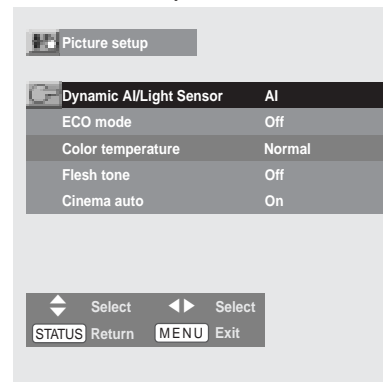 Picture setup
Dynamic AI/Light Sensor AI
ECO mode Off
Color temperature Normal
Flesh tone Off
Cinema auto On
Select Select
STATUS Return MENU Exit